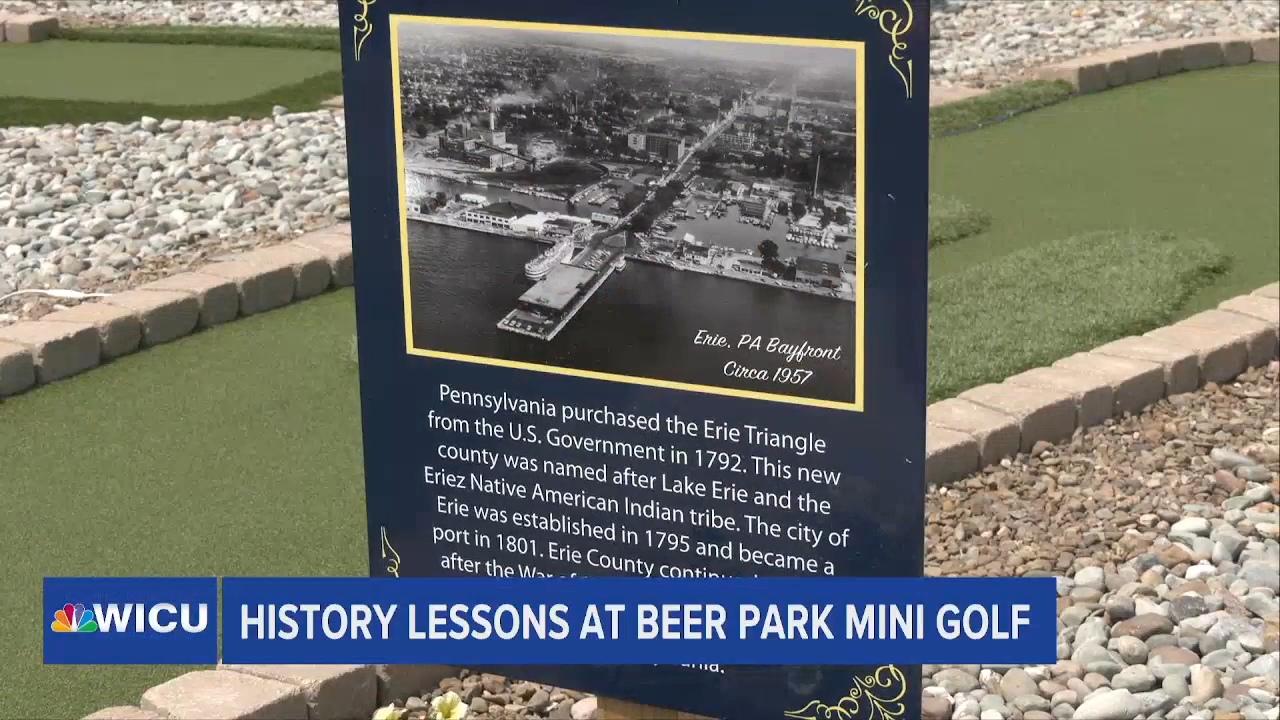 Erie, PA Bayfront
Circa 1957
Pennsylvania purchased the Erie Triangle
from the U.S. Government in 1792. This new
county was named after Lake Erie and the
Eriez Native American Indian tribe. The city of
Erie was established in 1795 and became a
port in 1801. Erie County
after the War
WICU
HISTORY LESSONS AT BEER PARK MINI GOLF